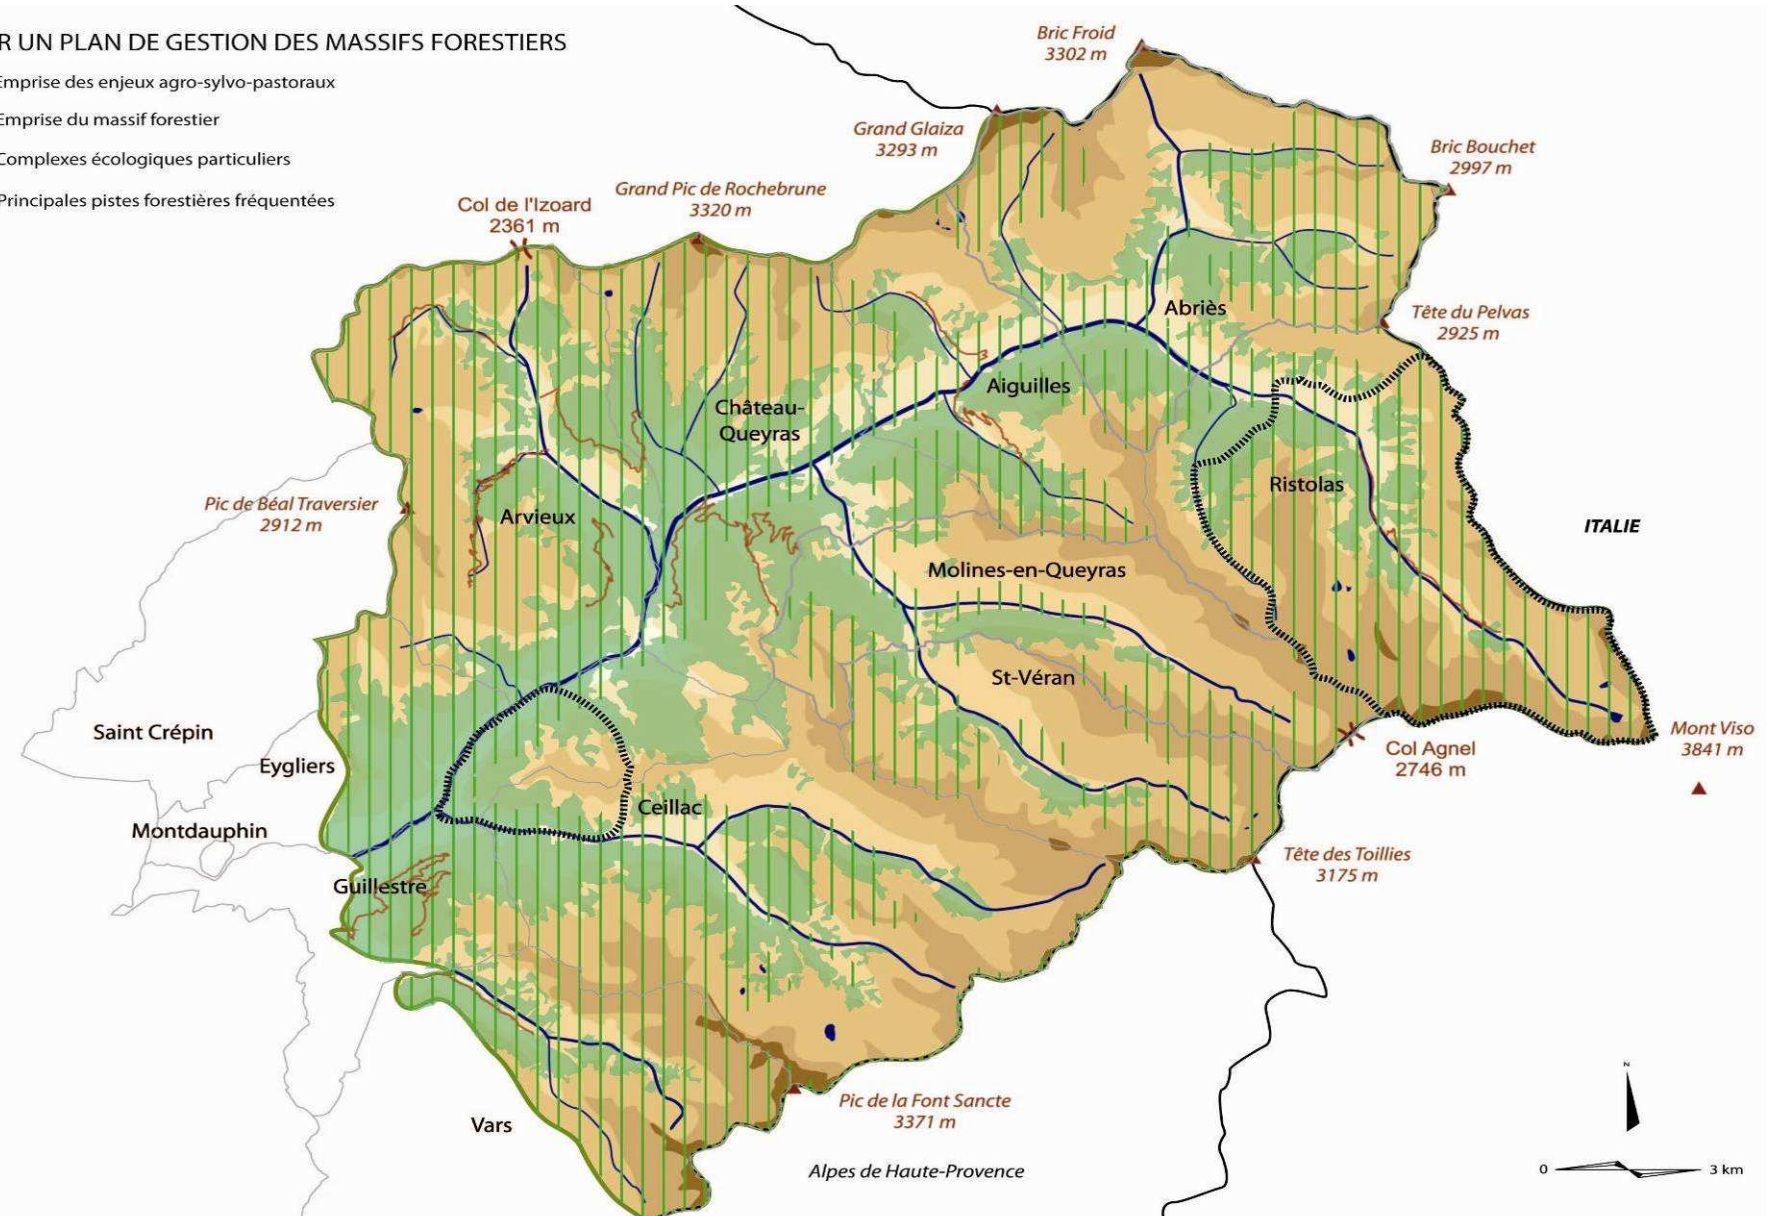 R UN PLAN DE GESTION DES MASSIFS FORESTIERS
Emprise des enjeux agro-sylvo-pastoraux
Emprise du massif forestier
Complexes écologiques particuliers
Principales pistes forestières fréquentées
Bric Froid
3302 m
Grand Glaiza
3293 m
Bric Bouchet
2997 m
Grand Pic de Rochebrune
3320 m
Col de l'Izoard
2361 m
Abriès
Tête du Pelvas
2925 m
Aiguilles
Château-
Queyras
Ristolas
Pic de Béal Traversier
2912 m
Arvieux
ITALIE
Molines-en-Queyras
St-Véran
Saint Crépin
Eygliers
Mont Viso
3841 m
Col Agnel
2746 m
Ceillac
Montdauphin
Guillestre
Tête des Toillies
3175 m
Pic de la Font Sancte
3371 m
Vars
Alpes de Haute-Provence
N
0 3 km